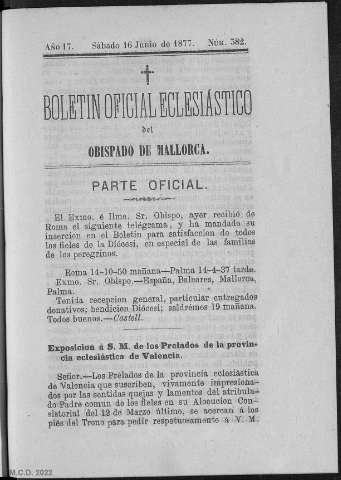 Año 17. Sábado 16 Junio de 1877. Núm. 382.
BOLETIN OFICIAL ECLESIÁSTICO
del
OBISPADO DE MALLORCA.
PARTE OFICIAL.
El Exmo. é Ilmo. Sr. Obispo, ayer recibió de
Roma el siguiente telégrama, y ha mandado su
insercion en el Boletin para satisfaccion de todos
los fieles de la Diócesi, en especial de las familias
de los peregrinos.
Roma 14-10-50 mañana—Palma 14-4-37 tarde.
Exmo. Sr. Obispo.—España, Baleares, Mallorca,
Palma.
Tenida recepcion general, particular entregados
donativos; bendicien Diócesi; saldrémos 19 mañana.
Todos buenos.—Castell.
Exposicion á S. M. de los Prelados de la provin-
cia eclesiástica de Valencia.
Señor.—Los Prelados de la provincia eclesiástica
de Valencia que suscriben, vivamente impresiona-
dos por las sentidas quejas y lamentos del atribula-
do Padre comun de los fieles en su Alocucion Con-
sistorial del 12 de Marzo último, se acercan á los
piés del Trono para pedir respetuosamente á V. M.
M.C.D. 2022